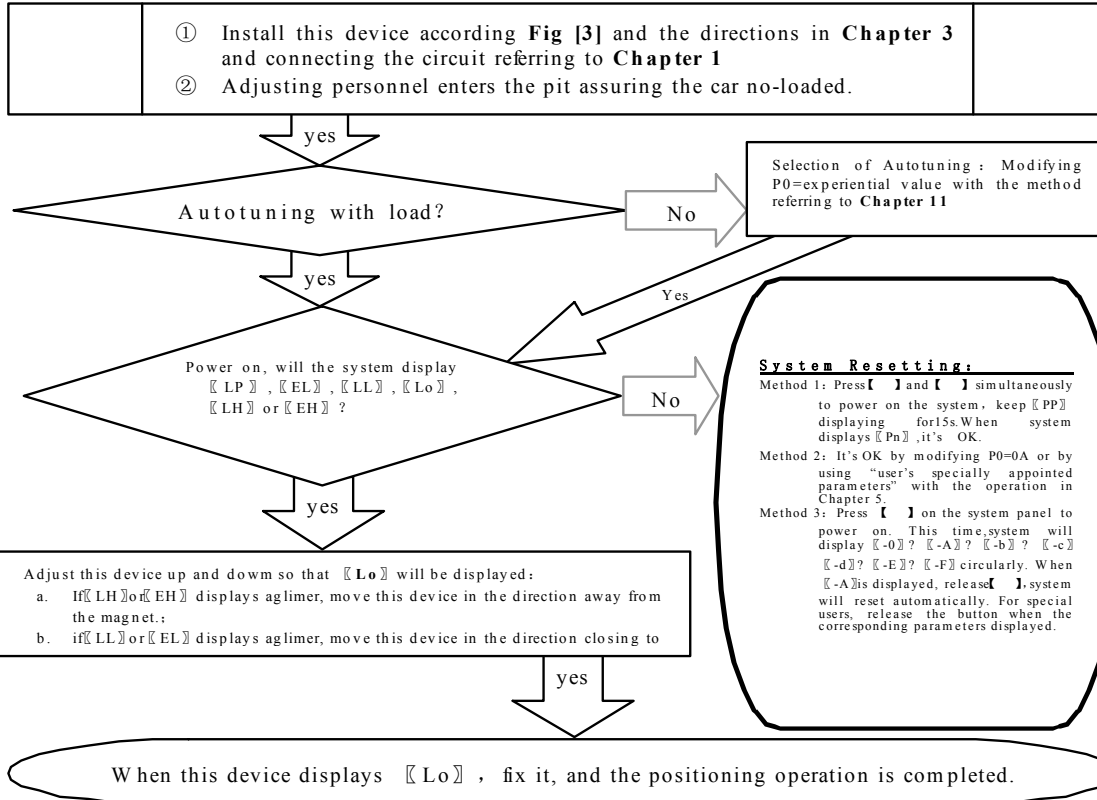 ① Install this device according Fig [3] and the directions in Chapter 3
and connecting the circuit referring to Chapter 1
② Adjusting personnel enters the pit assuring the car no-loaded.
yes
Autotuning with load?
No
Selection of Autotuning : Modifying
P0=experiential value with the method
referring to Chapter 11
yes
Yes
Power on, will the system display
〖LP〗, 〖EL〗, 〖LL〗, 〖Lo〗,
〖LH〗 or 〖EH〗 ?
No
System Resetting:
Method 1: Press【 】and【 】simultaneously
to power on the system, keep〖PP〗
displaying for15s.When system
displays〖Pn〗,it's OK.
Method 2: It's OK by modifying P0=0A or by
using “user's specially appointed
parameters” with the operation in
Chapter 5.
Method 3: Press 【 】on the system panel to
power on. This time,system will
display〖-0〗? 〖-A〗? 〖-b〗? 〖-c〗
〖-d〗? 〖-E〗? 〖-F〗circularly. When
〖-A〗is displayed, release【 】,system
will reset automatically. For special
users, release the button when the
corresponding parameters displayed.
yes
Adjust this device up and dowm so that 〖Lo〗will be displayed:
a. If〖LH〗or〖EH〗displays aglimer, move this device in the direction away from
the magnet.;
b. if〖LL〗or〖EL〗displays aglimer, move this device in the direction closing to
yes
When this device displays 〖Lo〗, fix it, and the positioning operation is completed.